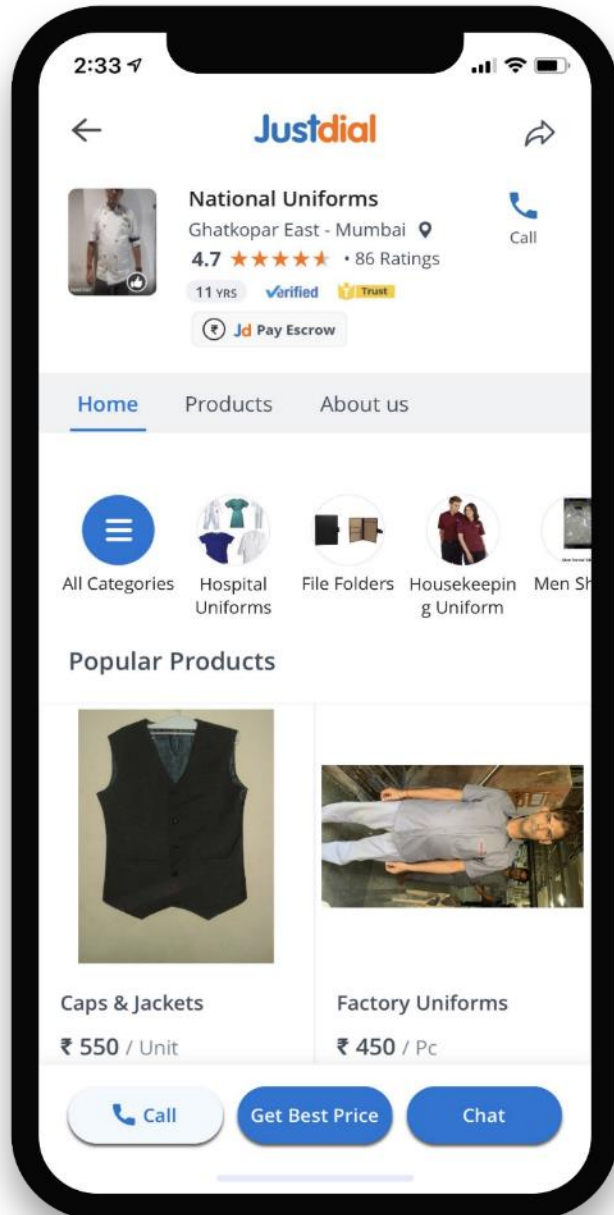 2:33
Justdial
National Uniforms
Ghatkopar East - Mumbai
Call
4.7 ★★★★★ • 86 Ratings
11 YRS Verified Trust
Jd Pay Escrow
Home Products About us
All Categories
Hospital
Uniforms
File Folders
Housekeepin
g Uniform
Men Sh
Popular Products
Caps & Jackets
₹ 550 / Unit
Factory Uniforms
₹ 450 / Pc
Call
Get Best Price
Chat